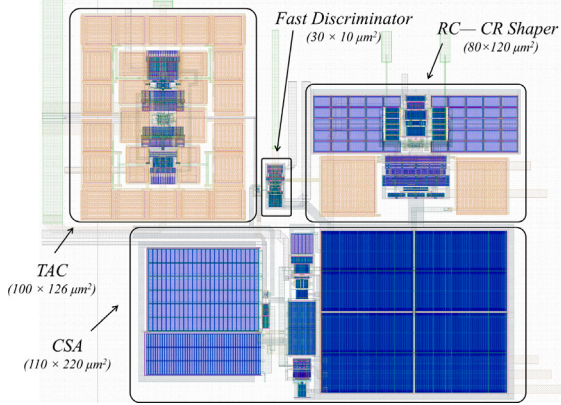 Fast Discriminator
(30 × 10 µm²)
RC— CR Shaper
(80×120 µm²)
TAC
(100 × 126 µm²)
CSA
(110 × 220 µm²)